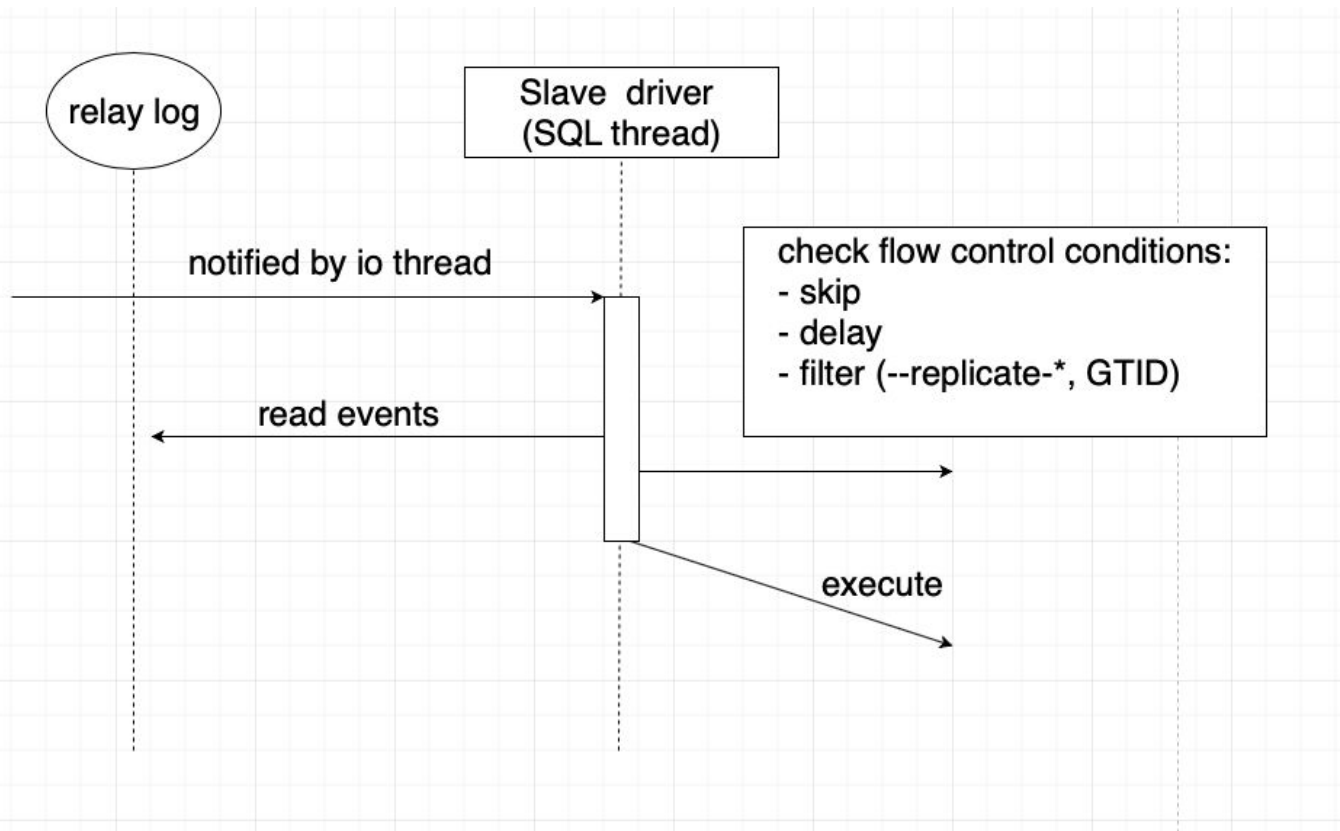 relay log
Slave driver
(SQL thread)
notified by io thread
check flow control conditions:
- skip
- delay
- filter (--replicate-*, GTID)
read events
execute